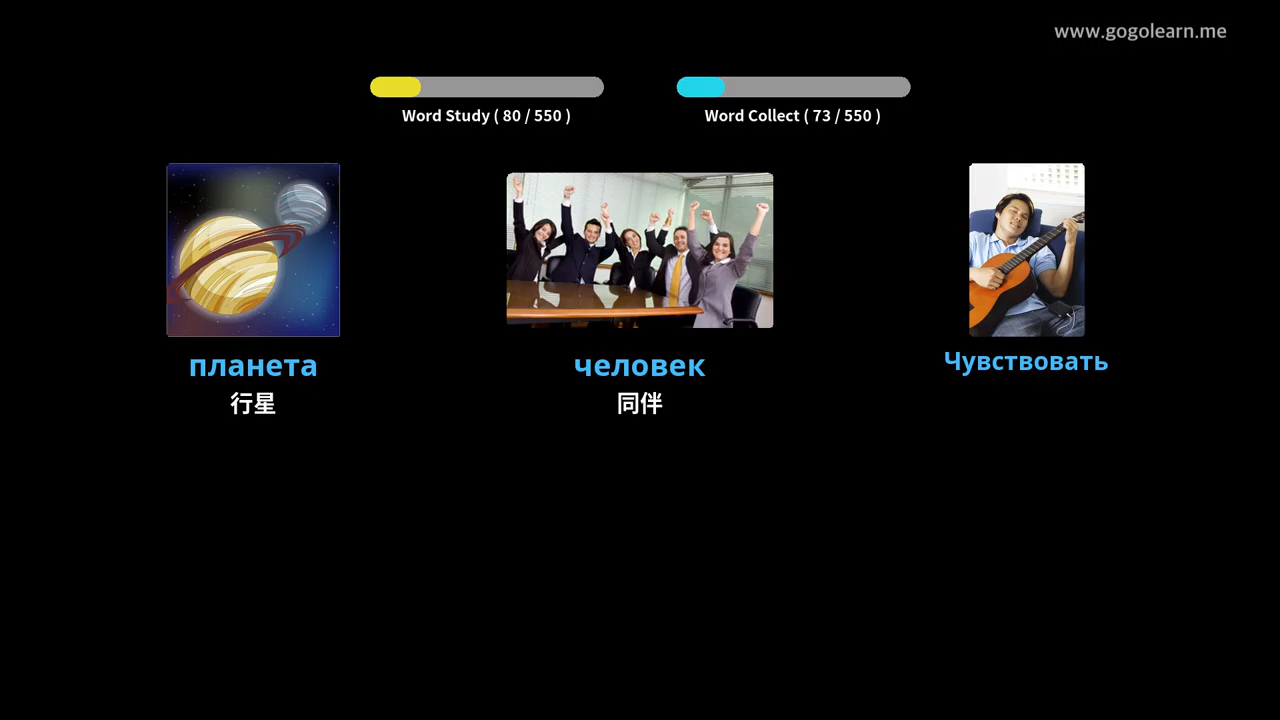 www.gogolearn.me
Word Study ( 80 / 550 )
Word Collect ( 73 / 550 )
планета
行星
человек
同伴
Чувствовать